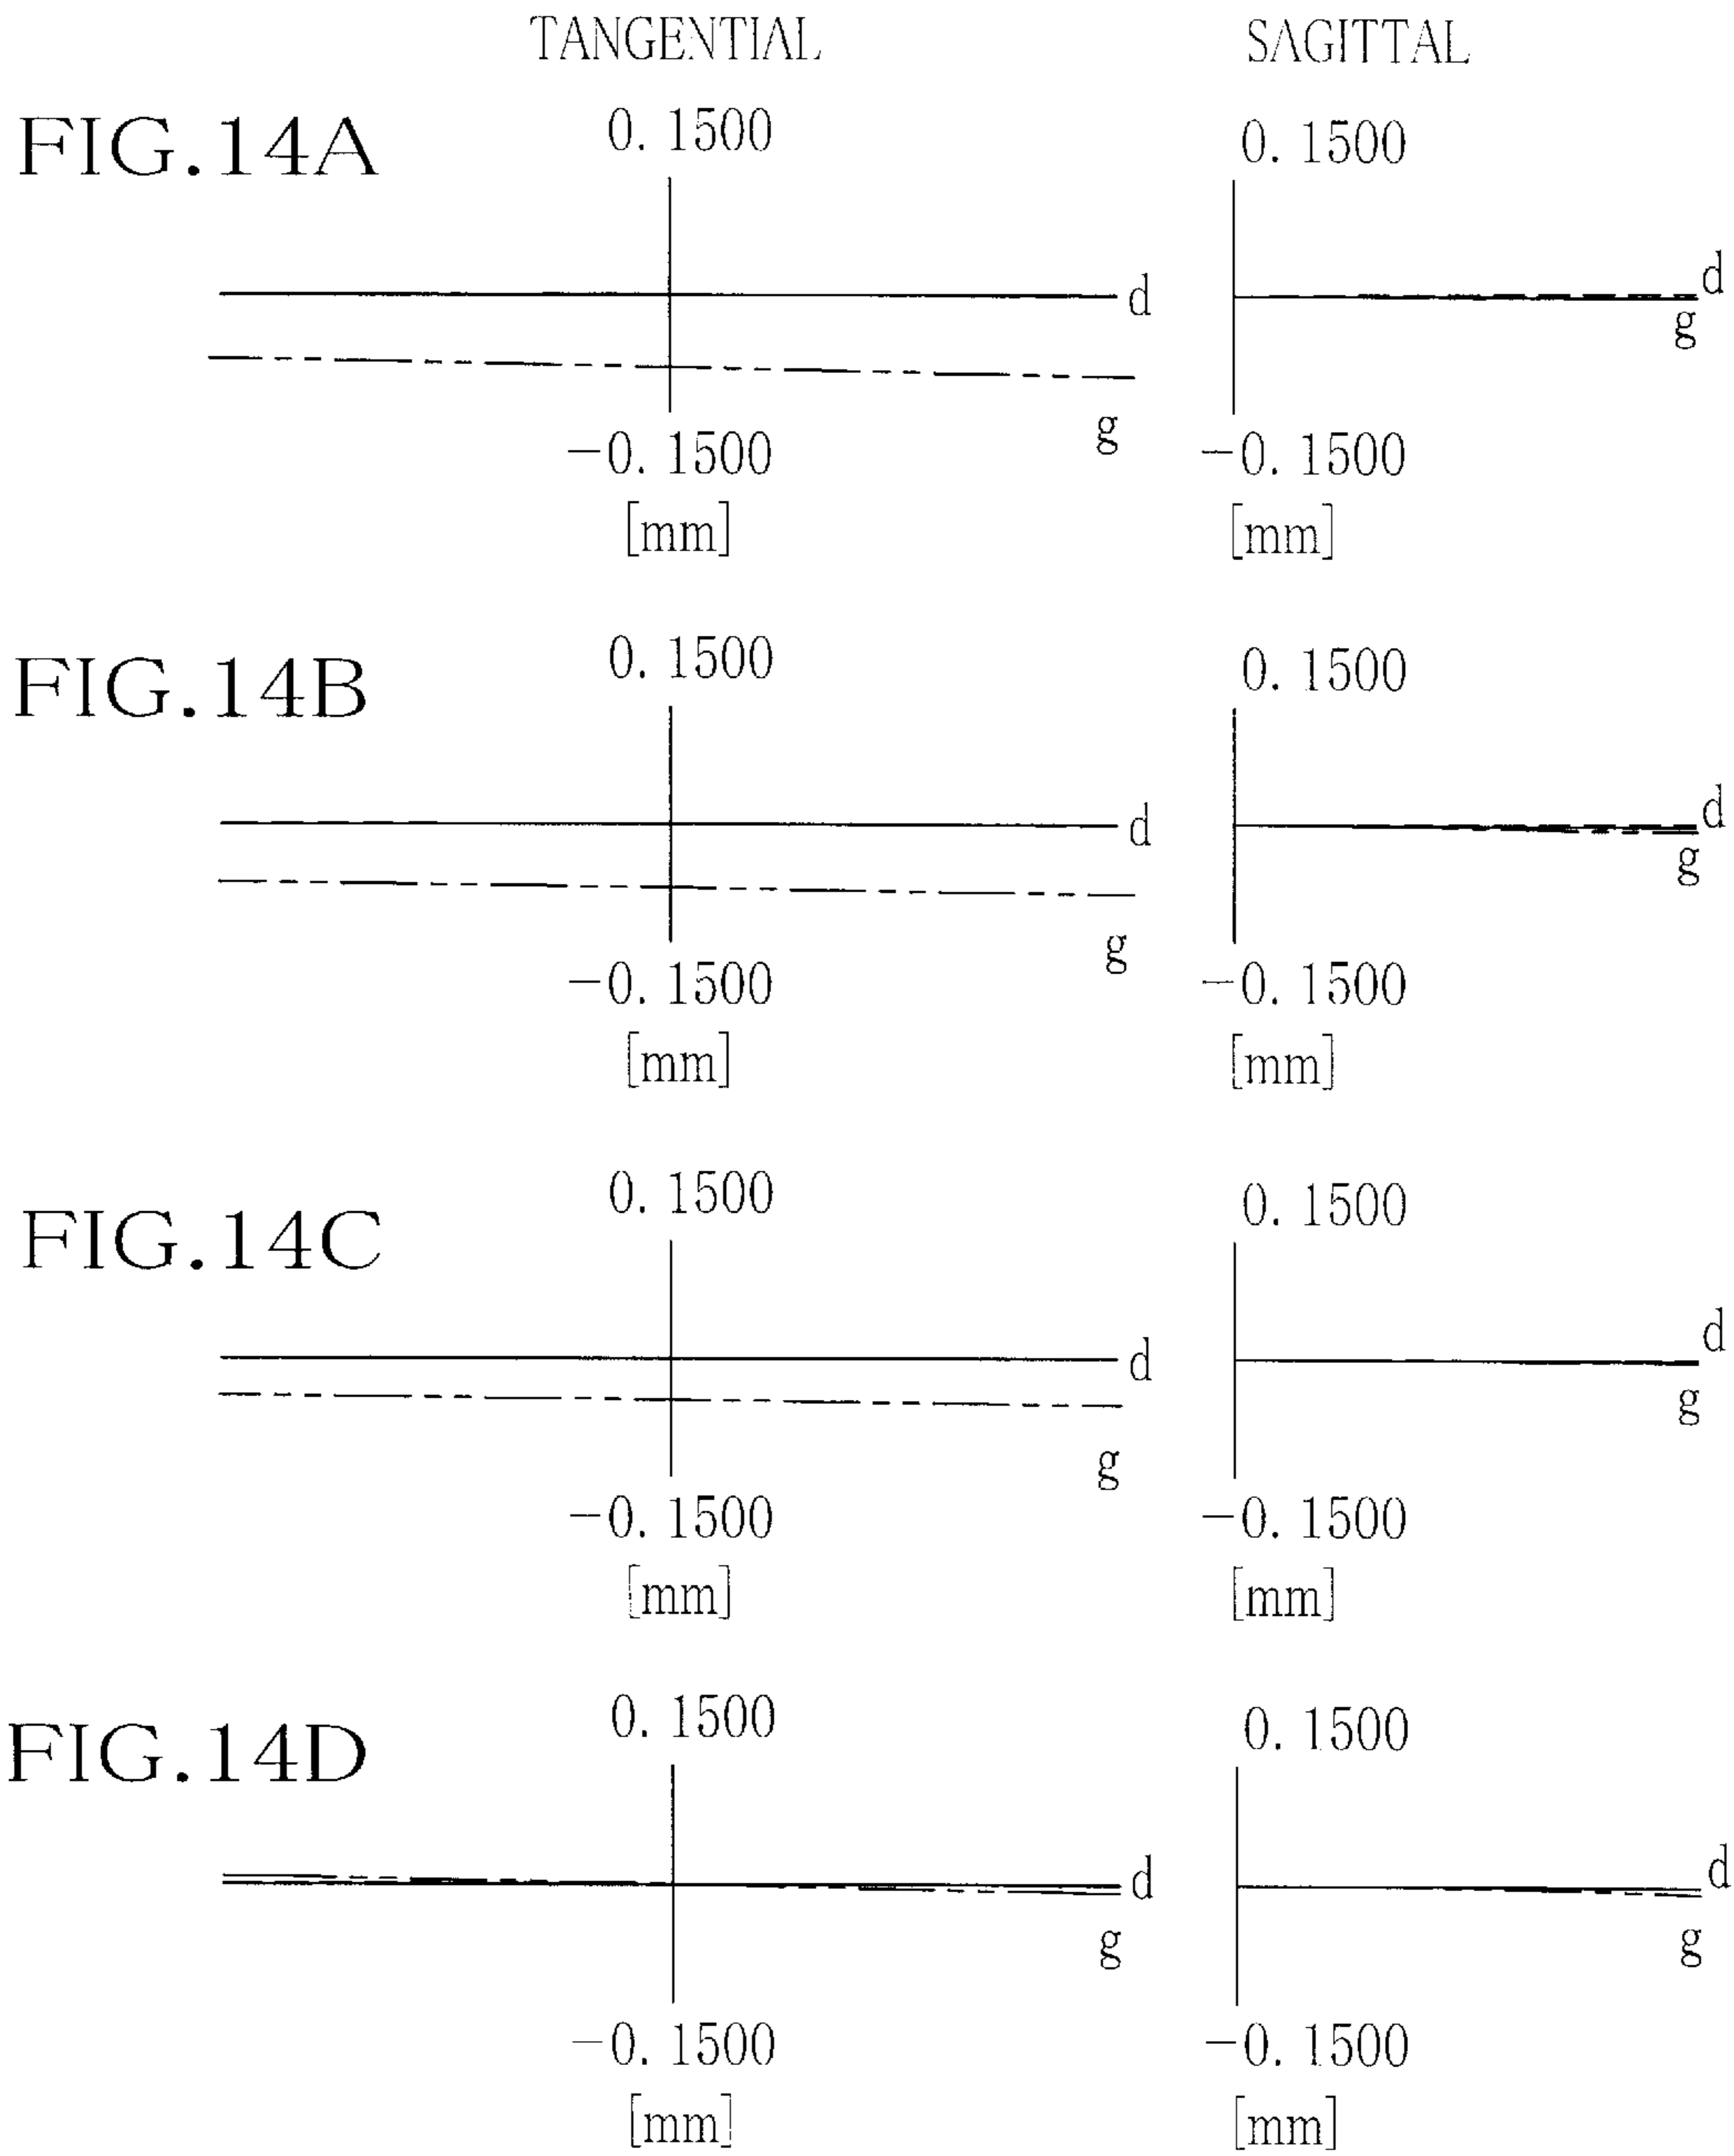 TANGENTIAL SAGITTAL
FIG.14A
0. 1500 0. 1500
d d
g g
-0. 1500 -0. 1500
[mm] [mm]
FIG.14B
0. 1500 0. 1500
d d
g g
-0. 1500 -0. 1500
[mm] [mm]
FIG.14C
0. 1500 0. 1500
d d
g g
-0. 1500 -0. 1500
[mm] [mm]
FIG.14D
0. 1500 0. 1500
d d
g g
-0. 1500 -0. 1500
[mm] [mm]